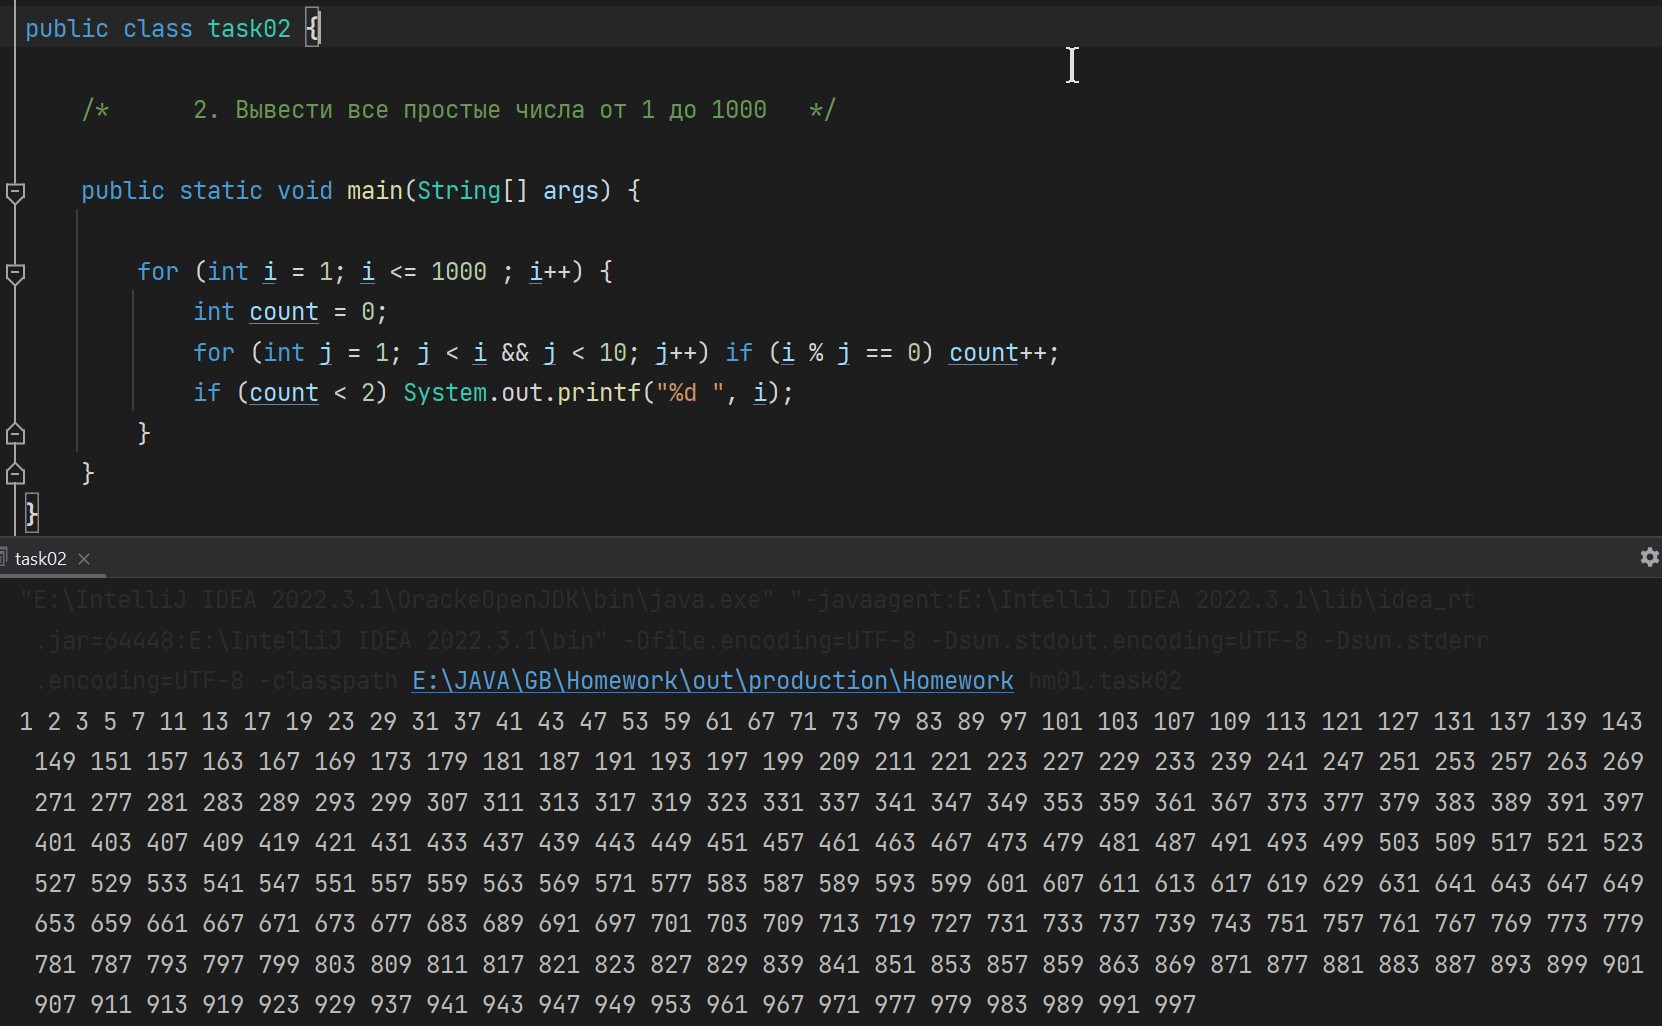 public class task02 {
/* 2. Вывести все простые числа от 1 до 1000 */
public static void main(String[] args) {
for (int i = 1; i <= 1000 ; i++) {
int count = 0;
for (int j = 1; j < i && j < 10; j++) if (i % j == 0) count++;
if (count < 2) System.out.printf("%d ", i);
}
}
}
task02 ×
"E:\IntelliJ IDEA 2022.3.1\OrackeOpenJDK\bin\java.exe" "-javaagent:E:\IntelliJ IDEA 2022.3.1\lib\idea_rt
.jar=64448:E:\IntelliJ IDEA 2022.3.1\bin" -Dfile.encoding=UTF-8 -Dsun.stdout.encoding=UTF-8 -Dsun.stderr
.encoding=UTF-8 -classpath E:\JAVA\GB\Homework\out\production\Homework hm01.task02
1 2 3 5 7 11 13 17 19 23 29 31 37 41 43 47 53 59 61 67 71 73 79 83 89 97 101 103 107 109 113 121 127 131 137 139 143
149 151 157 163 167 169 173 179 181 187 191 193 197 199 209 211 221 223 227 229 233 239 241 247 251 253 257 263 269
271 277 281 283 289 293 299 307 311 313 317 319 323 331 337 341 347 349 353 359 361 367 373 377 379 383 389 391 397
401 403 407 409 419 421 431 433 437 439 443 449 451 457 461 463 467 473 479 481 487 491 493 499 503 509 517 521 523
527 529 533 541 547 551 557 559 563 569 571 577 583 587 589 593 599 601 607 611 613 617 619 629 631 641 643 647 649
653 659 661 667 671 673 677 683 689 691 697 701 703 709 713 719 727 731 733 737 739 743 751 757 761 767 769 773 779
781 787 793 797 799 803 809 811 817 821 823 827 829 839 841 851 853 857 859 863 869 871 877 881 883 887 893 899 901
907 911 913 919 923 929 937 941 943 947 949 953 961 967 971 977 979 983 989 991 997